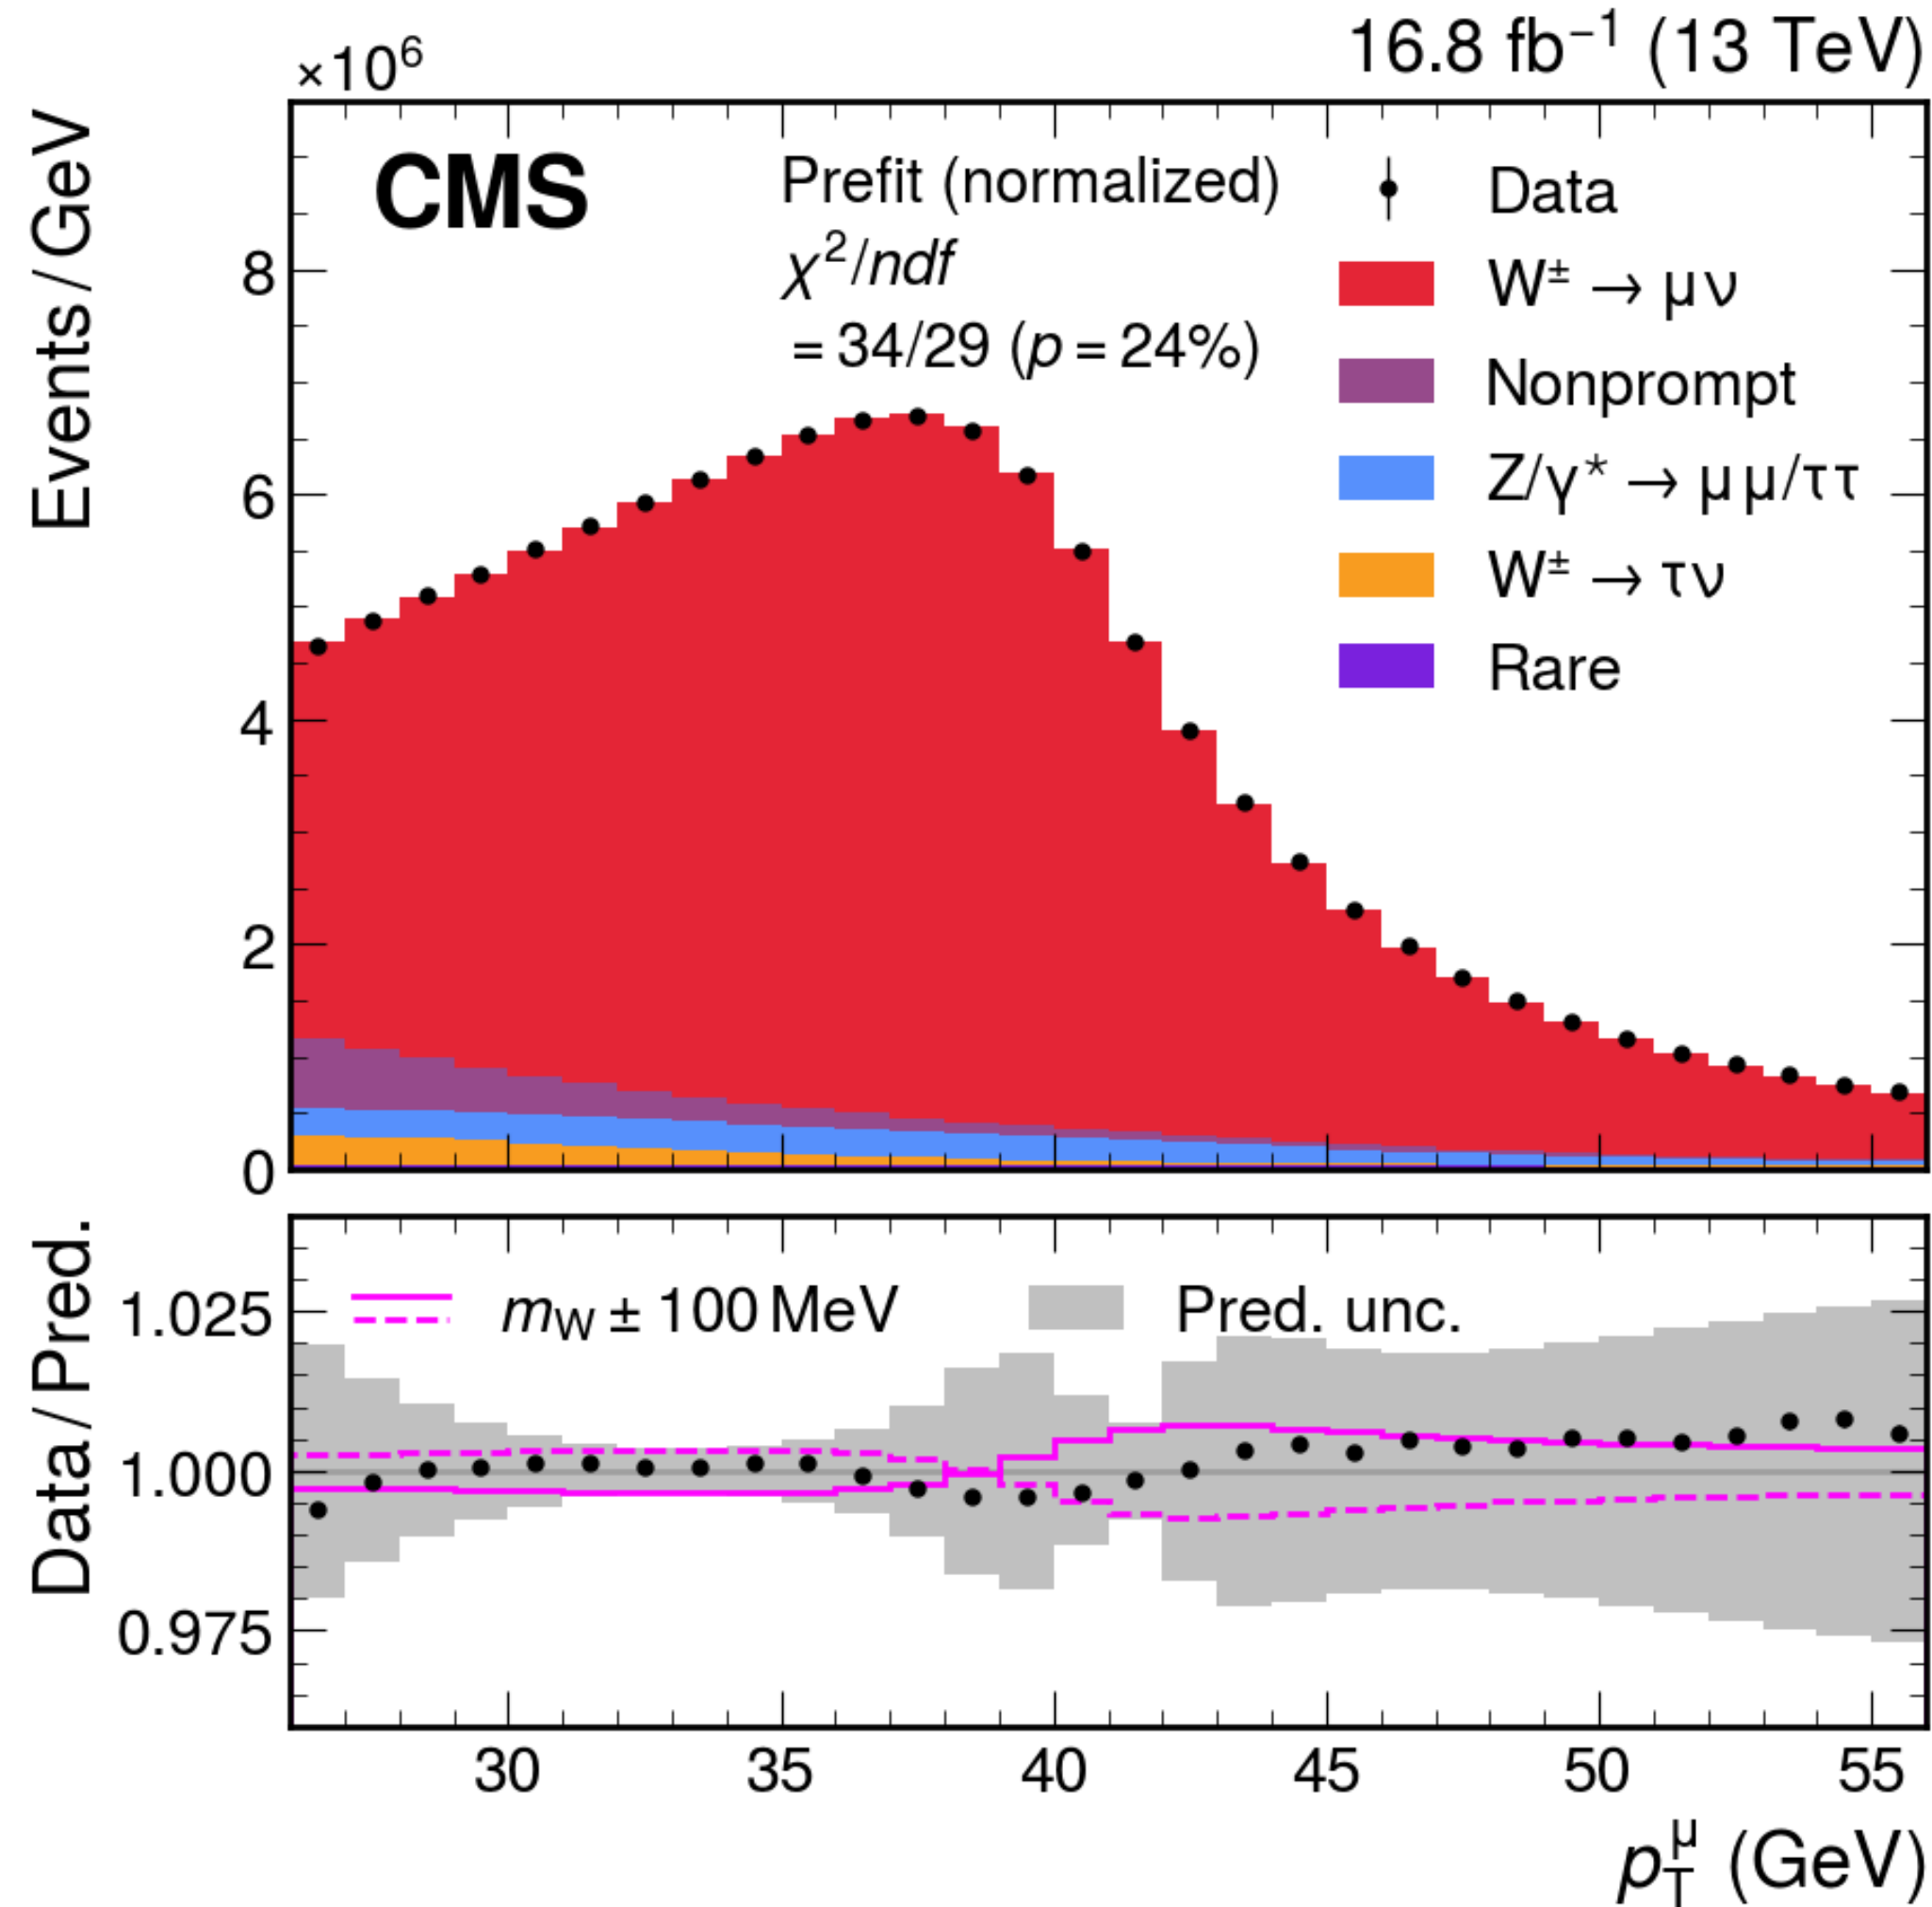 ×10⁶
16.8 fb⁻¹ (13 TeV)
Events / GeV
CMS
Prefit (normalized)
χ²/ndf
= 34/29 (p = 24%)
Data
W± → μν
Nonprompt
Z/γ* → μμ/ττ
W± → τν
Rare
8
6
4
2
0
Data / Pred.
m_W ± 100 MeV
Pred. unc.
1.025
1.000
0.975
30 35 40 45 50 55
p_T^μ (GeV)